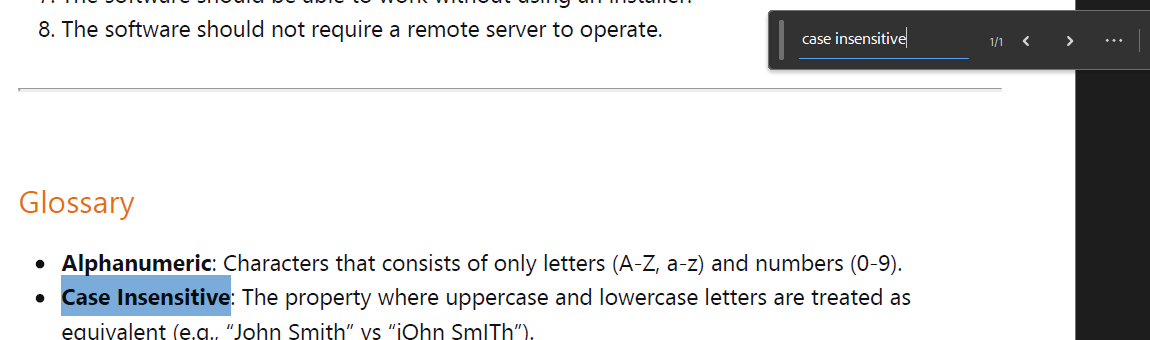 7. The software should be able to work without using an installer.
8. The software should not require a remote server to operate.
case insensitive
1/1
Glossary
Alphanumeric: Characters that consists of only letters (A-Z, a-z) and numbers (0-9).
Case Insensitive: The property where uppercase and lowercase letters are treated as
equivalent (e.g., “John Smith” vs “jOhn SmITh”).